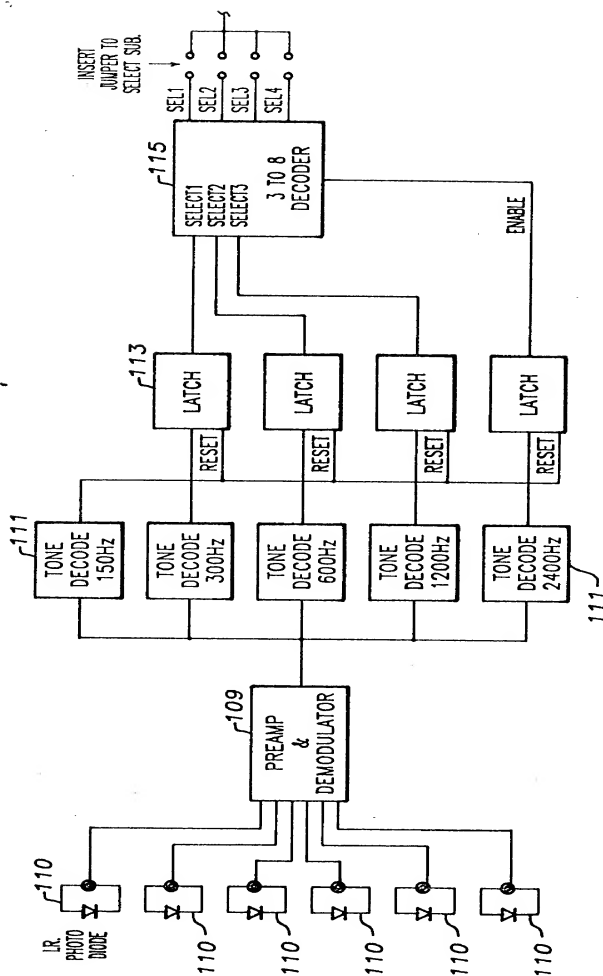 I.R.
PHOTO
DIODE
110
110
110
110
110
110
109
PREAMP
&
DEMODULATOR
111
TONE
DECODE
150Hz
TONE
DECODE
300Hz
TONE
DECODE
600Hz
TONE
DECODE
1200Hz
TONE
DECODE
2400Hz
111
113
LATCH
RESET
LATCH
RESET
LATCH
RESET
LATCH
RESET
115
SELECT1
SELECT2
SELECT3
3 TO 8
DECODER
ENABLE
SEL1
SEL2
SEL3
SEL4
INSERT
JUMPER TO
SELECT SUB.